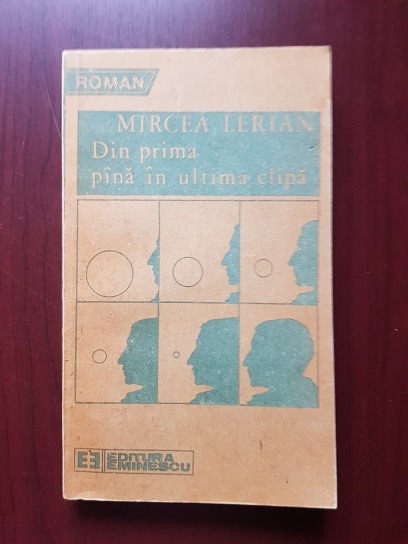 ROMAN
MIRCEA LERIAN
Din prima
pînă în ultima clipă
EDITURA
EMINESCU